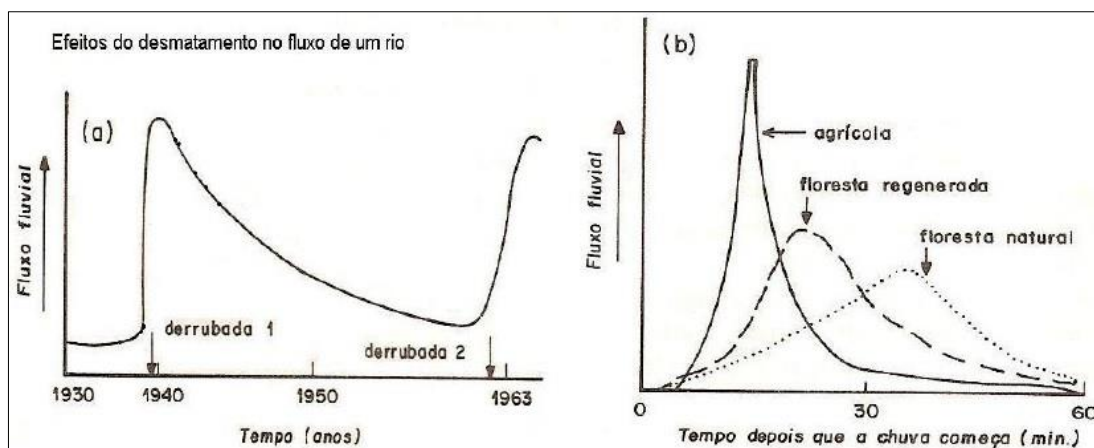 Efeitos do desmatamento no fluxo de um rio
(a)
Fluxo fluvial
derrubada 1
derrubada 2
1930 1940 1950 1963
Tempo (anos)
(b)
Fluxo fluvial
agrícola
floresta regenerada
floresta natural
0 30 60
Tempo depois que a chuva começa (min.)